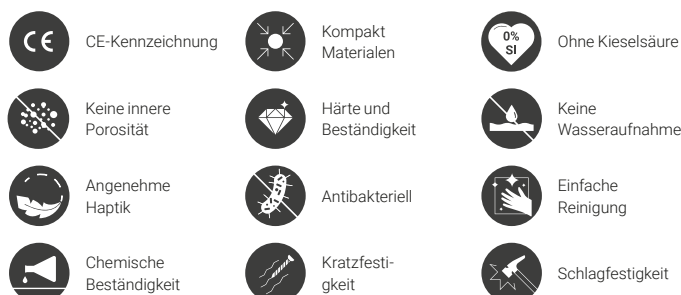 CE
CE-Kennzeichnung
Kompakt
Materialen
0%
SI
Ohne Kieselsäure
Keine innere
Porosität
Härte und
Beständigkeit
Keine
Wasseraufnahme
Angenehme
Haptik
Antibakteriell
Einfache
Reinigung
Chemische
Beständigkeit
Kratzfesti-
gkeit
Schlagfestigkeit